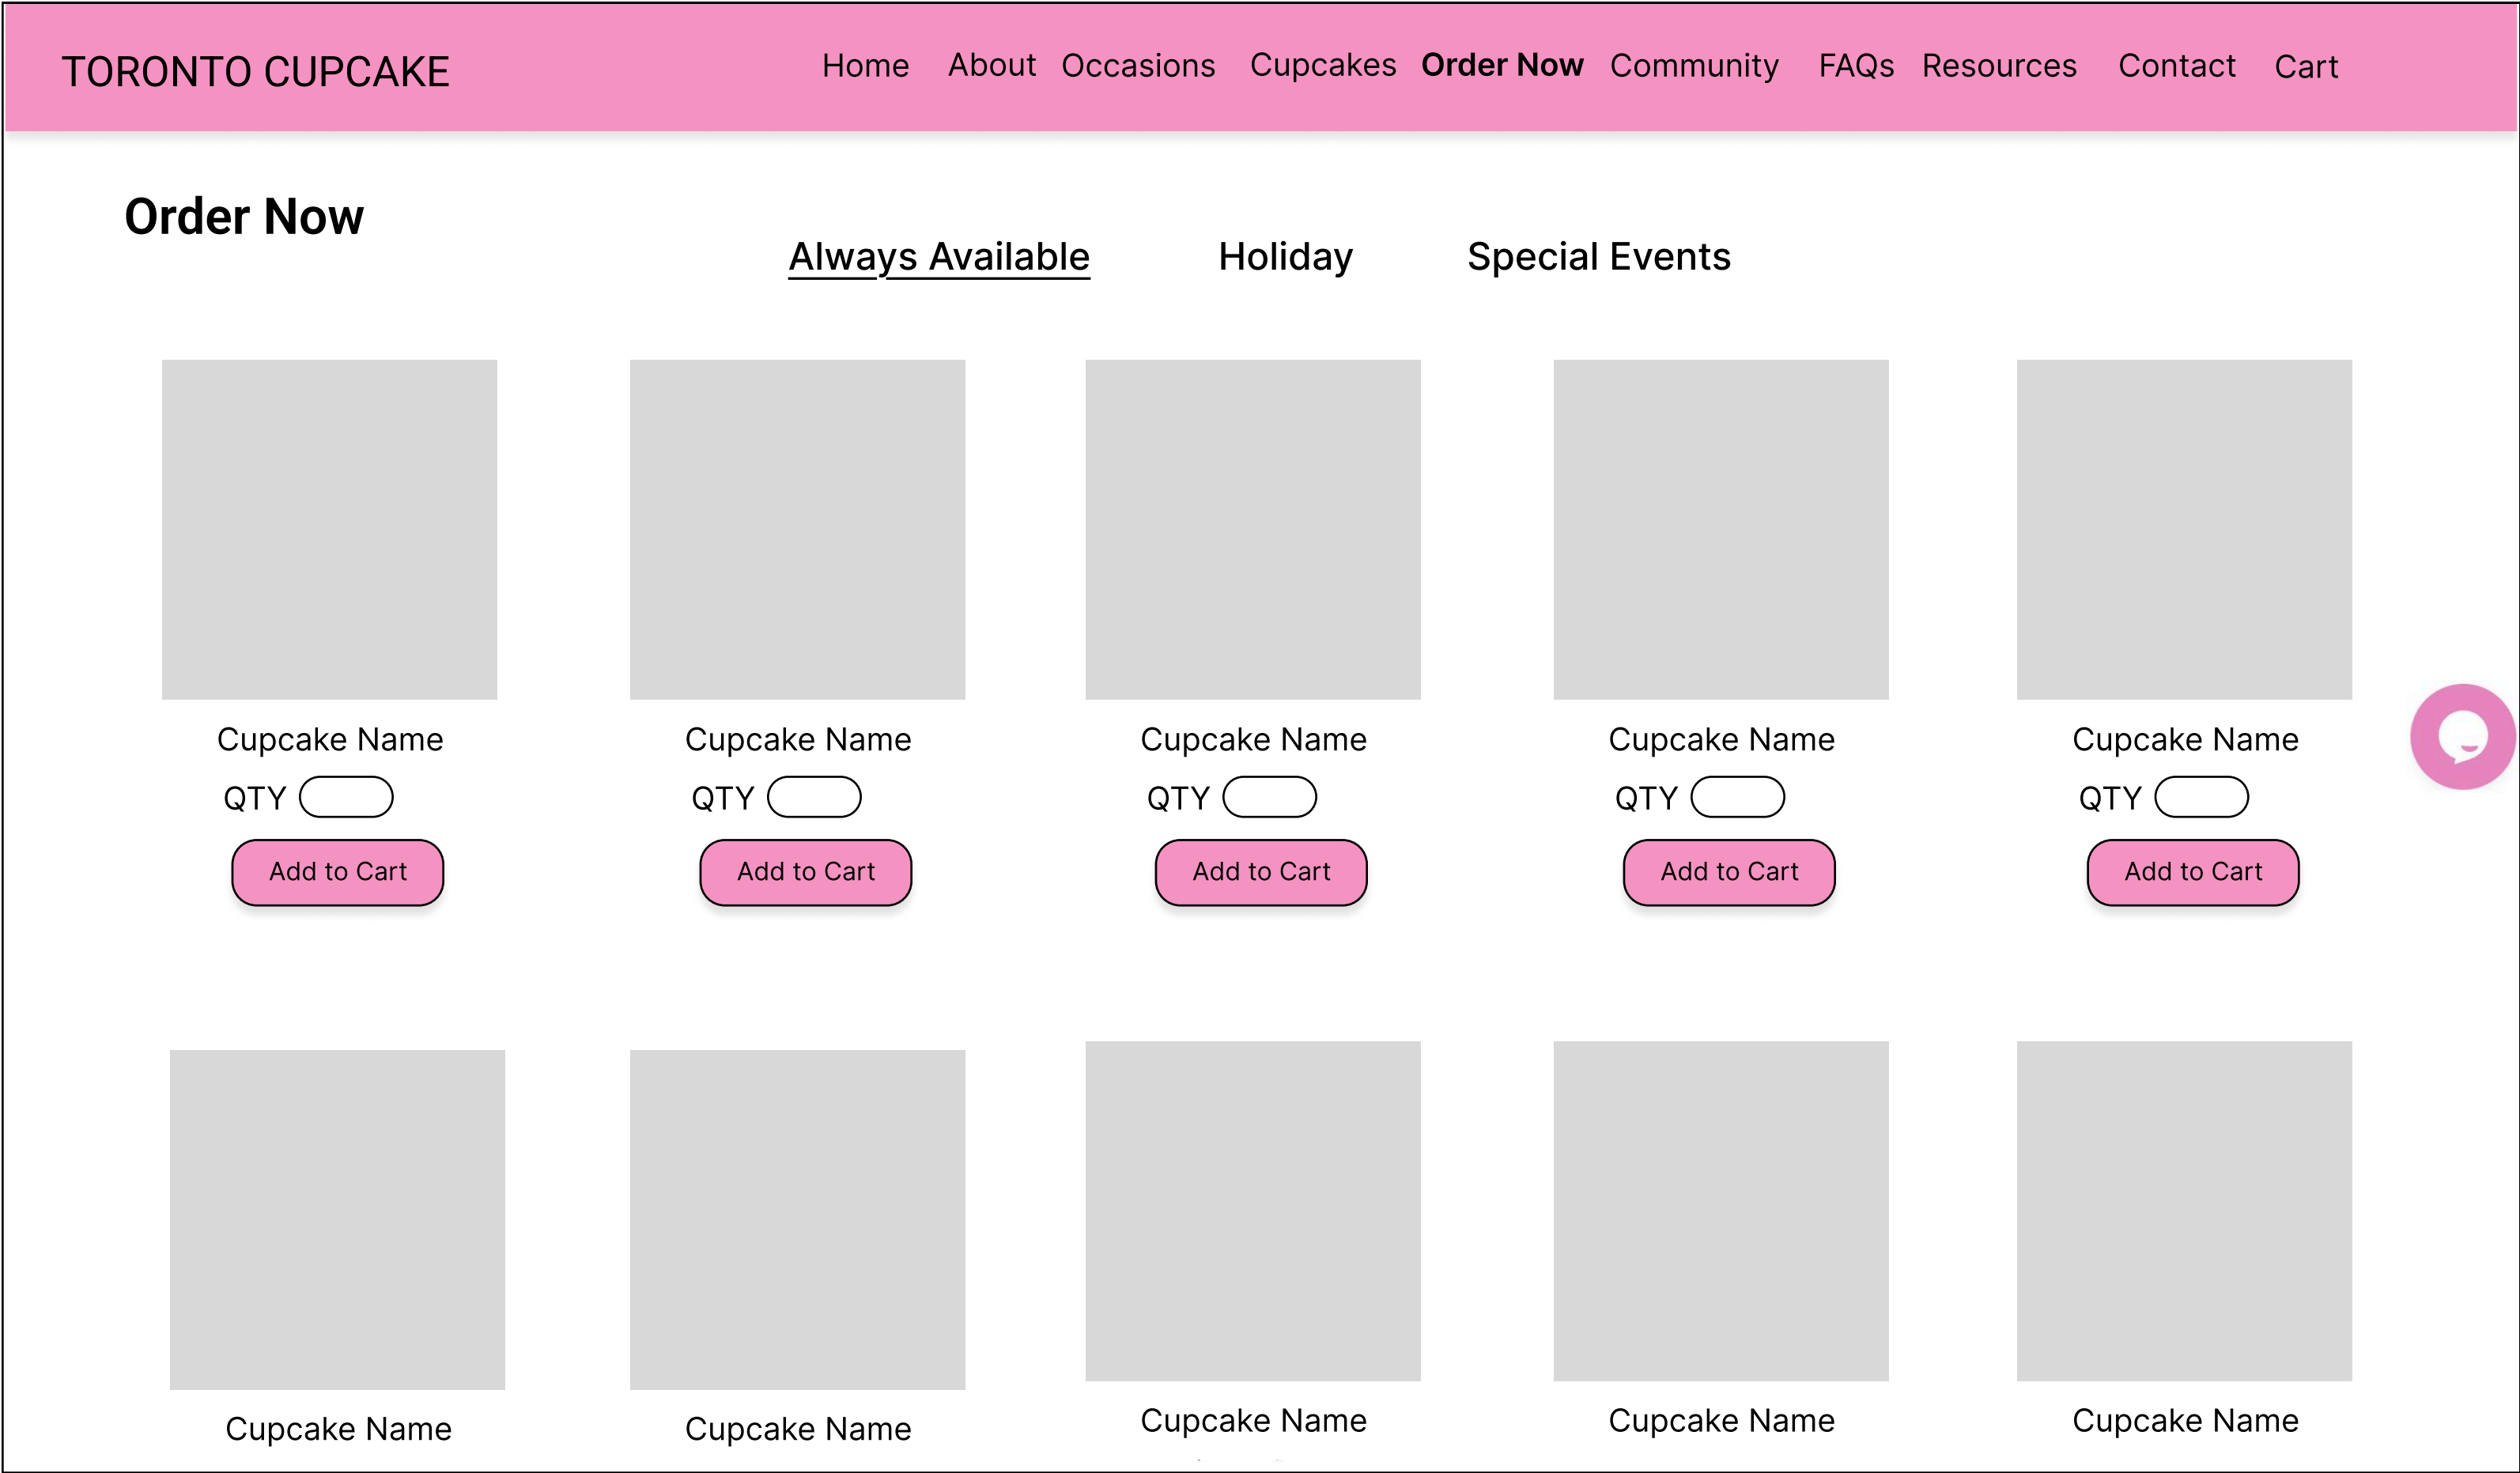 TORONTO CUPCAKE Home About Occasions Cupcakes Order Now Community FAQs Resources Contact Cart
Order Now
Always Available Holiday Special Events
Cupcake Name Cupcake Name Cupcake Name Cupcake Name Cupcake Name
QTY QTY QTY QTY QTY
Add to Cart Add to Cart Add to Cart Add to Cart Add to Cart
Cupcake Name Cupcake Name Cupcake Name Cupcake Name Cupcake Name